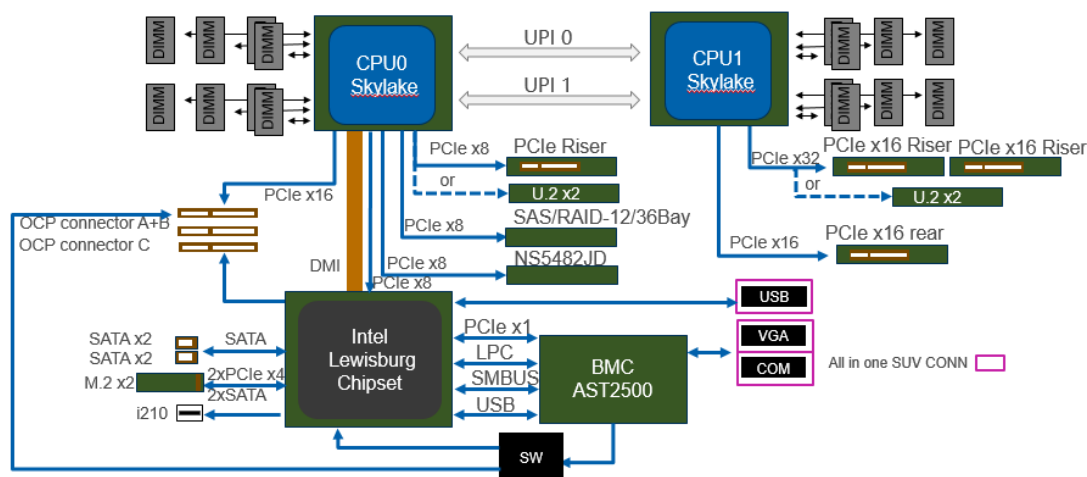 DIMM
DIMM
DIMM
DIMM
CPU0
Skylake
UPI 0
UPI 1
CPU1
Skylake
DIMM
DIMM
DIMM
DIMM
DIMM
DIMM
DIMM
DIMM
DIMM
DIMM
DIMM
DIMM
PCIe x16
PCIe x8
PCIe Riser
or
U.2 x2
SAS/RAID-12/36Bay
PCIe x8
NS5482JD
PCIe x8
PCIe x8
DMI
PCIe x32
PCIe x16 Riser
PCIe x16 Riser
or
U.2 x2
PCIe x16
PCIe x16 rear
OCP connector A+B
OCP connector C
SATA x2
SATA x2
SATA
M.2 x2
2xPCIe x4
2xSATA
i210
Intel
Lewisburg
Chipset
PCIe x1
LPC
SMBUS
USB
BMC
AST2500
USB
VGA
COM
All in one SUV CONN
SW